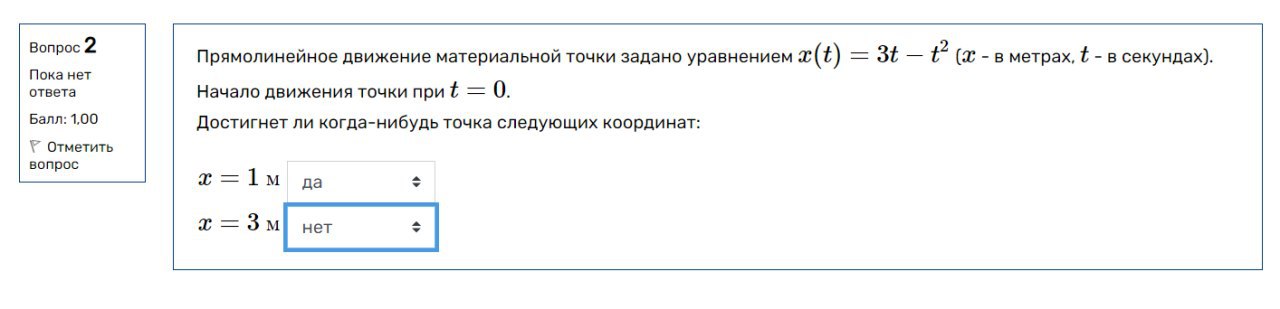 Вопрос 2
Пока нет
ответа
Балл: 1,00
Отметить
вопрос
Прямолинейное движение материальной точки задано уравнением x(t) = 3t − t² (x - в метрах, t - в секундах).
Начало движения точки при t = 0.
Достигнет ли когда-нибудь точка следующих координат:
x = 1 м да
x = 3 м нет